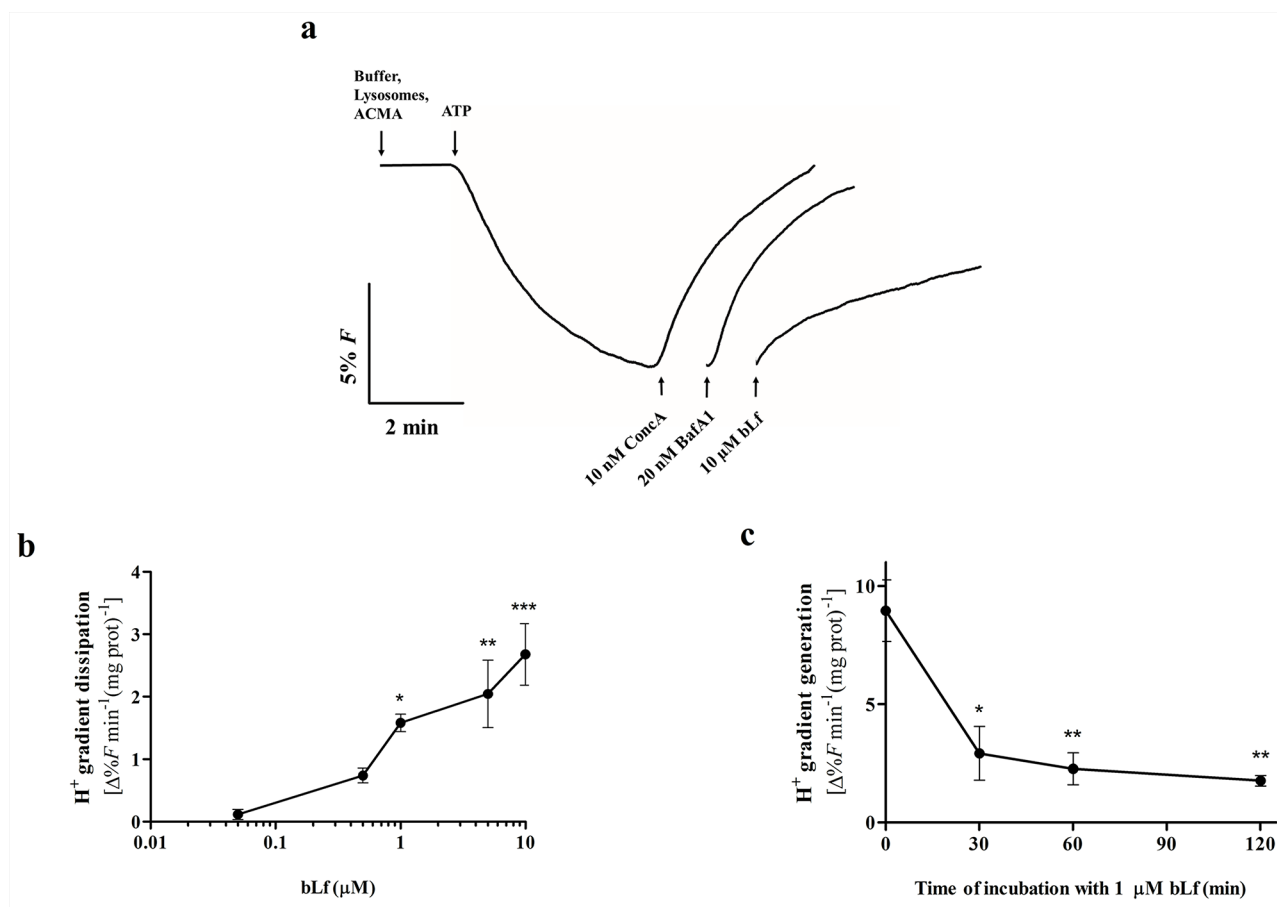 a
Buffer,
Lysosomes,
ACMA
ATP
5% F
2 min
10 nM ConcA
20 nM BafA1
10 µM bLf
b
H⁺ gradient dissipation
[Δ%F min⁻¹(mg prot)⁻¹]
4
3
2
1
0
*
**
***
0.01
0.1
1
10
bLf (µM)
c
H⁺ gradient generation
[Δ%F min⁻¹(mg prot)⁻¹]
10
5
0
*
**
**
0
30
60
90
120
Time of incubation with 1 µM bLf (min)